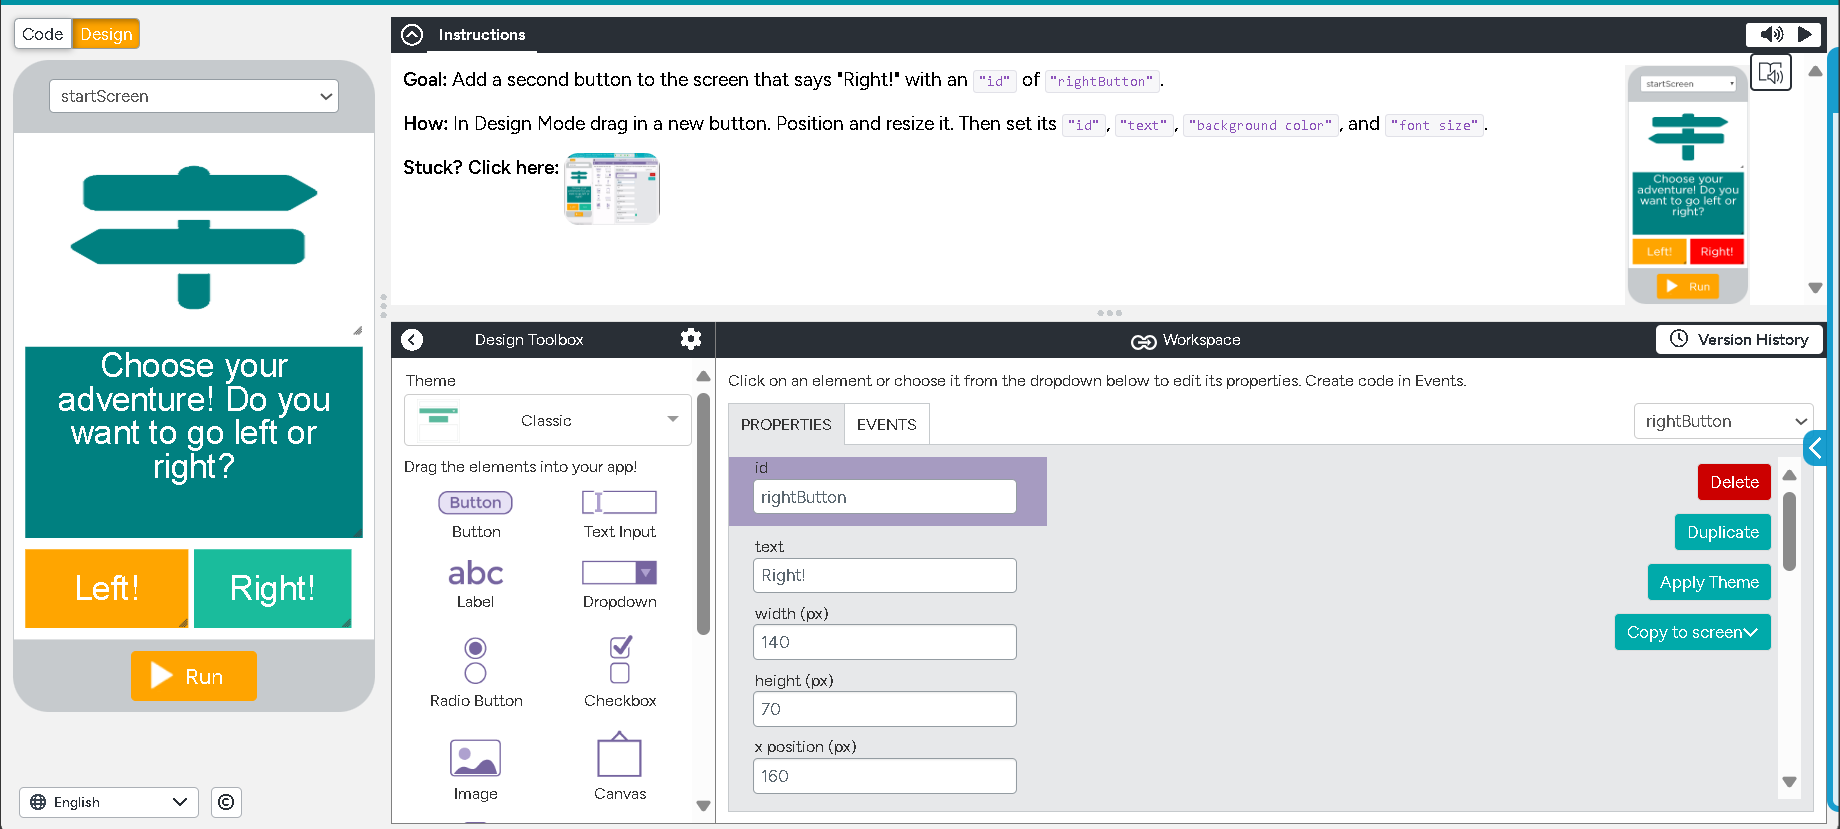 Code
Design
startScreen
Choose your
adventure! Do you
want to go left or
right?
Left!
Right!
Run
English
©
Instructions
Goal: Add a second button to the screen that says "Right!" with an "id" of "rightButton".
How: In Design Mode drag in a new button. Position and resize it. Then set its "id", "text", "background color", and "font size".
Stuck? Click here:
startScreen
Choose your
adventure! Do you
want to go left or
right?
Left!
Right!
Run
Design Toolbox
Theme
Classic
Drag the elements into your app!
Button
Button
Text Input
abc
Label
Dropdown
Radio Button
Checkbox
Image
Canvas
Workspace
Version History
Click on an element or choose it from the dropdown below to edit its properties. Create code in Events.
PROPERTIES
EVENTS
rightButton
id
rightButton
text
Right!
width (px)
140
height (px)
70
x position (px)
160
Delete
Duplicate
Apply Theme
Copy to screen